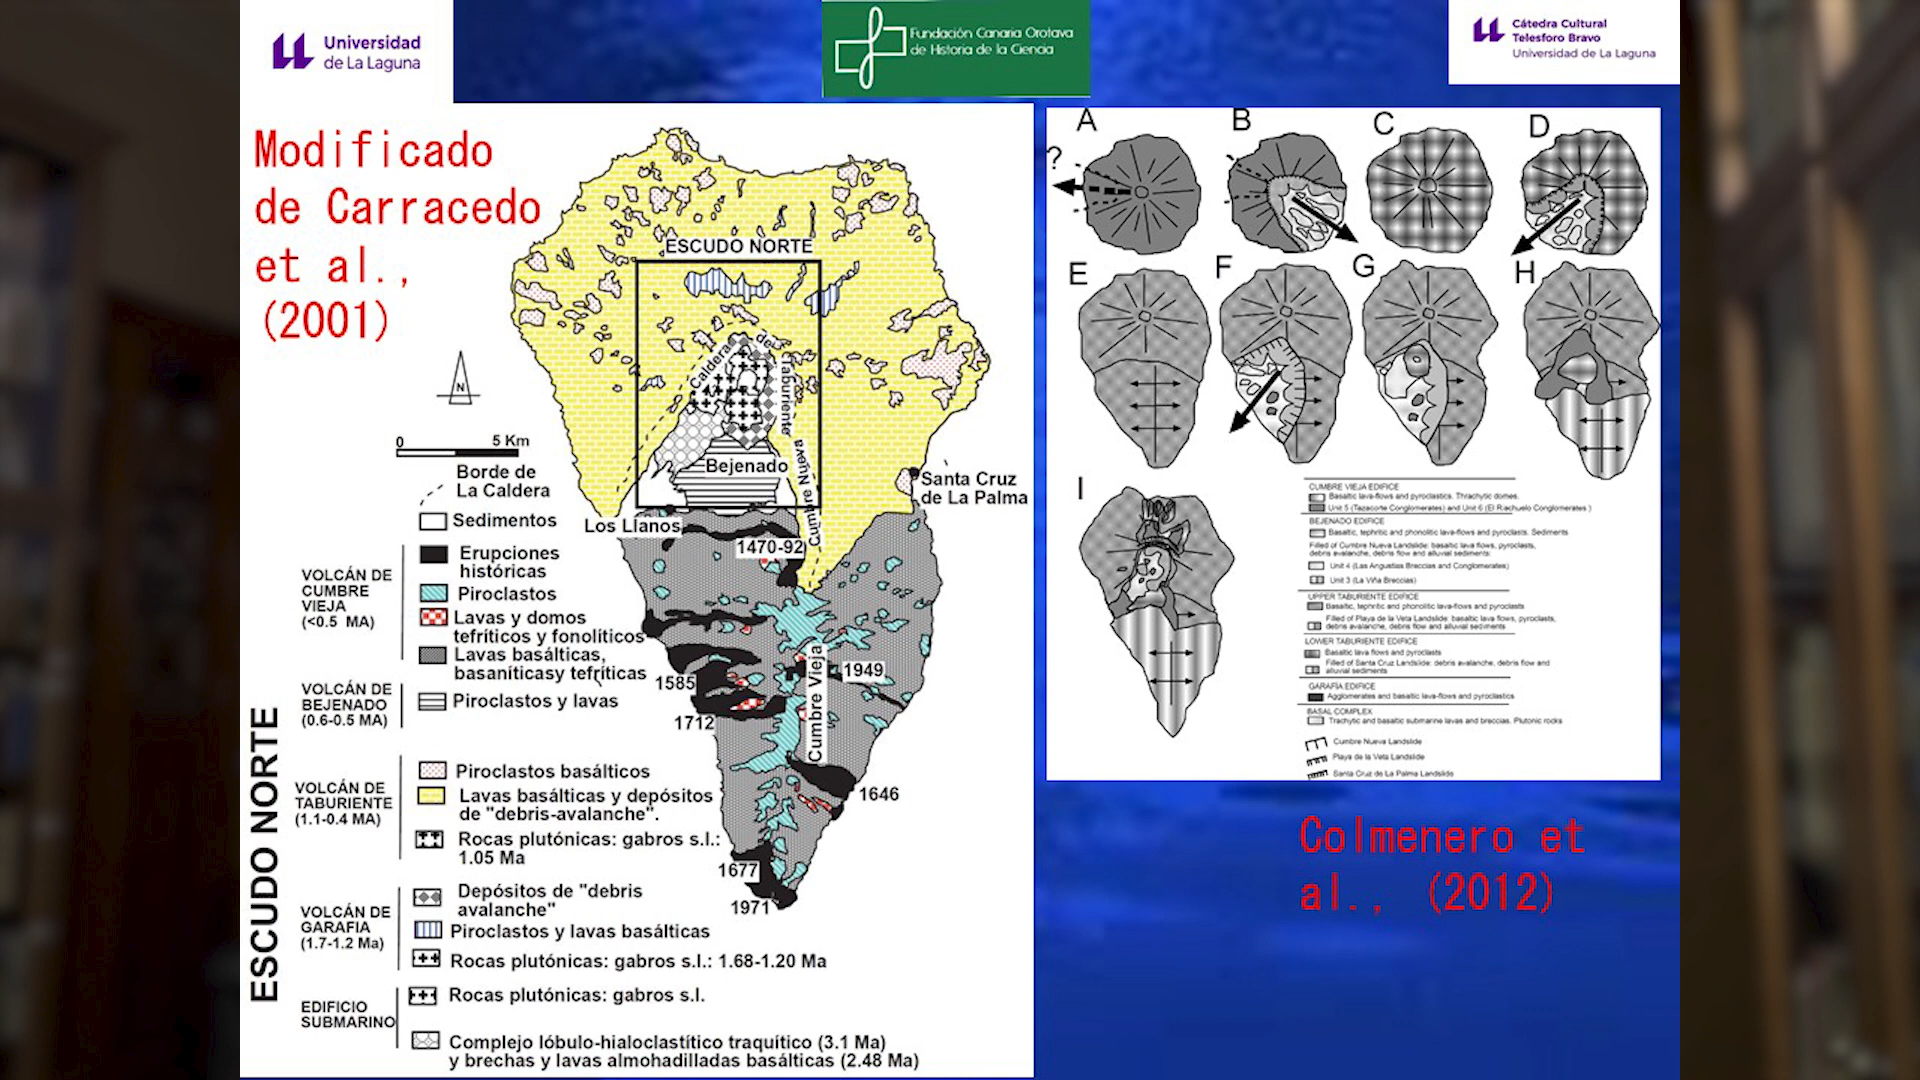 Universidad
de La Laguna
Fundación Canaria Orotava
de Historia de la Ciencia
Cátedra Cultural
Telesforo Bravo
Universidad de La Laguna
Modificado
de Carracedo
et al.,
(2001)
ESCUDO NORTE
Caldera de Taburiente
Cumbre Nueva
Bejenado
N
0 5 Km
Santa Cruz
de La Palma
Los Llanos
1470-92
1949
1585
1712
Cumbre Vieja
1646
1677
1971
Borde de
La Caldera
Sedimentos
VOLCÁN DE
CUMBRE
VIEJA
(<0.5 MA)
Erupciones
históricas
Piroclastos
Lavas y domos
tefríticos y fonolíticos
Lavas basálticas,
basaníticasy tefríticas
VOLCÁN DE
BEJENADO
(0.6-0.5 MA)
Piroclastos y lavas
ESCUDO NORTE
VOLCÁN DE
TABURIENTE
(1.1-0.4 MA)
Piroclastos basálticos
Lavas basálticas y depósitos
de "debris-avalanche".
Rocas plutónicas: gabros s.l.:
1.05 Ma
VOLCÁN DE
GARAFIA
(1.7-1.2 Ma)
Depósitos de "debris
avalanche"
Piroclastos y lavas basálticas
Rocas plutónicas: gabros s.l.: 1.68-1.20 Ma
EDIFICIO
SUBMARINO
Rocas plutónicas: gabros s.l.
Complejo lóbulo-hialoclastítico traquítico (3.1 Ma)
y brechas y lavas almohadilladas basálticas (2.48 Ma)
A
?
B
C
D
E
F
G
H
I
CUMBRE VIEJA EDIFICE
Basaltic lava-flows and pyroclastics. Thrachytic domes.
Unit 5 (Tazacorte Conglomerates) and Unit 6 (El Riachuelo Conglomerates )
BEJENADO EDIFICE
Basaltic, tephritic and phonolitic lava-flows and pyroclasts. Sediments
Filled of Cumbre Nueva Landslide: basaltic lava flows, pyroclasts,
debris avalanche, debris flow and alluvial sediments:
Unit 4 (Las Angustias Breccias and Conglomerates)
Unit 3 (La Viña Breccias)
UPPER TABURIENTE EDIFICE
Basaltic, tephritic and phonolitic lava-flows and pyroclasts
Filled of Playa de la Veta Landslide: basaltic lava flows, pyroclasts,
debris avalanche, debris flow and alluvial sediments
LOWER TABURIENTE EDIFICE
Basaltic lava flows and pyroclasts
Filled of Santa Cruz Landslide: debris avalanche, debris flow and
alluvial sediments
GARAFÍA EDIFICE
Agglomerates and basaltic lava-flows and pyroclastics
BASAL COMPLEX
Trachytic and basaltic submarine lavas and breccias. Plutonic rocks
Cumbre Nueva Landslide
Playa de la Veta Landslide
Santa Cruz de La Palma Landslide
Colmenero et
al., (2012)